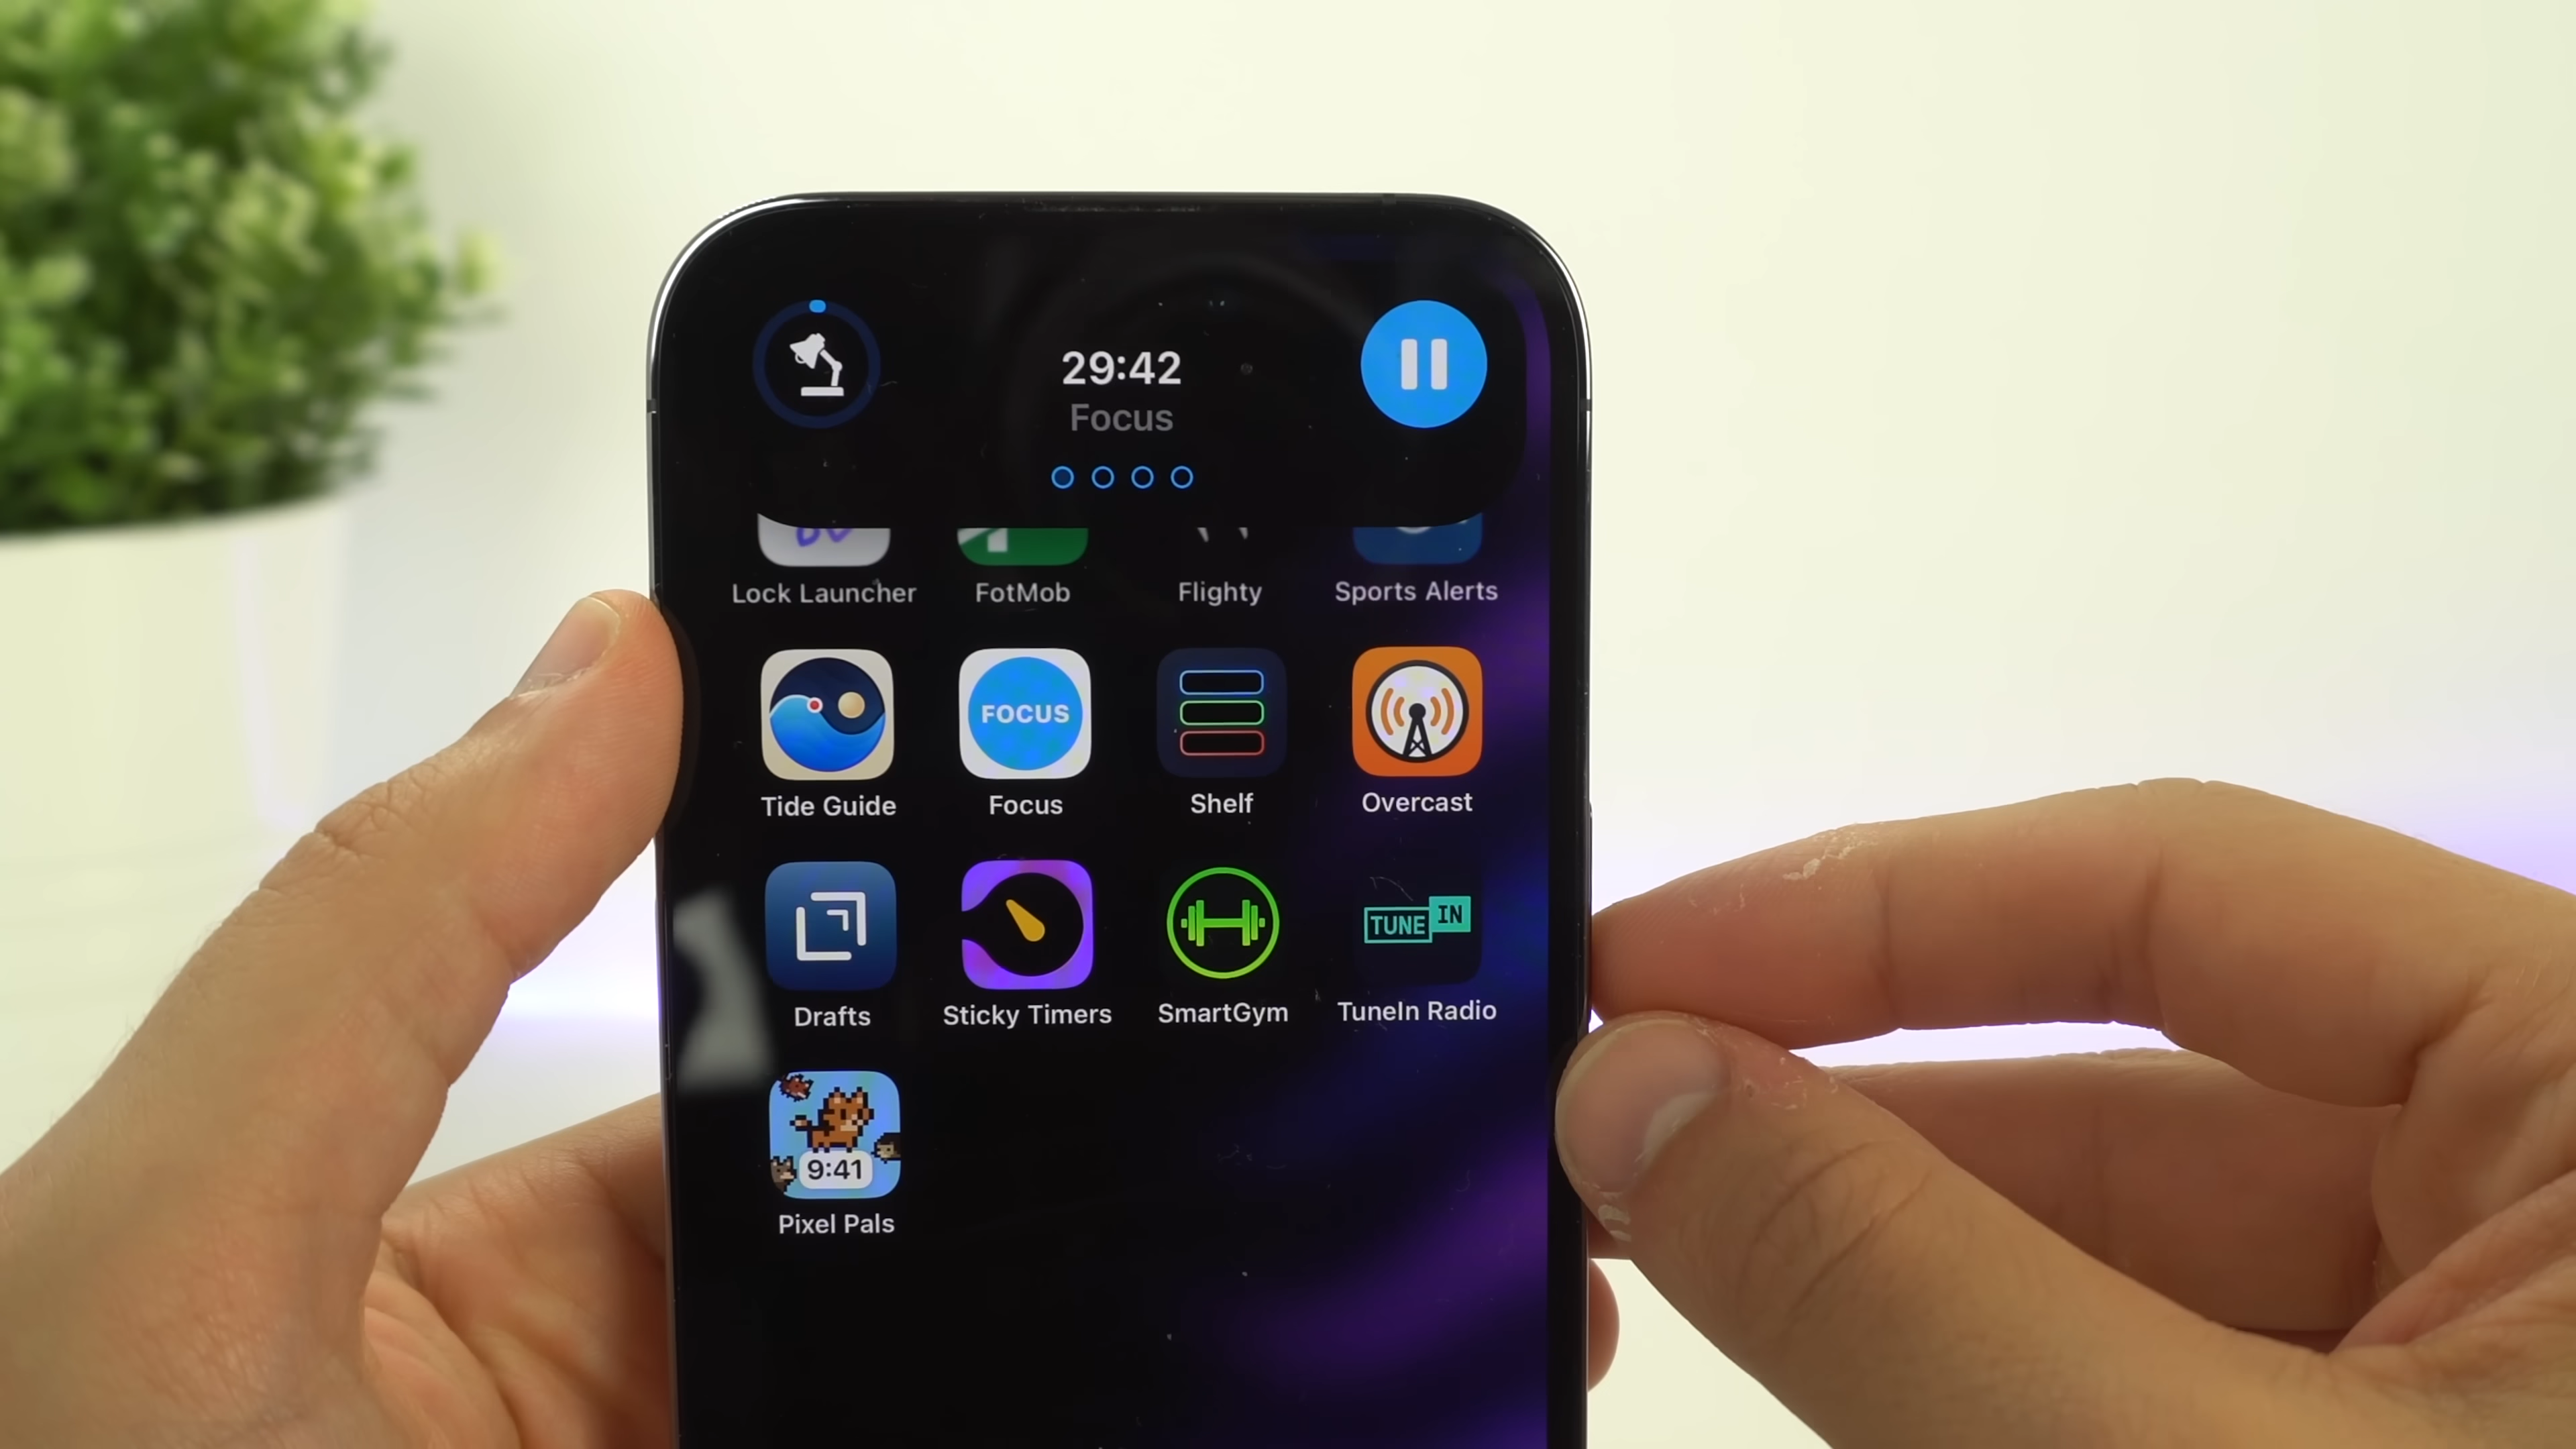 29:42
Focus
Lock Launcher
FotMob
Flighty
Sports Alerts
FOCUS
Tide Guide
Focus
Shelf
Overcast
TUNE IN
Drafts
Sticky Timers
SmartGym
TuneIn Radio
9:41
Pixel Pals